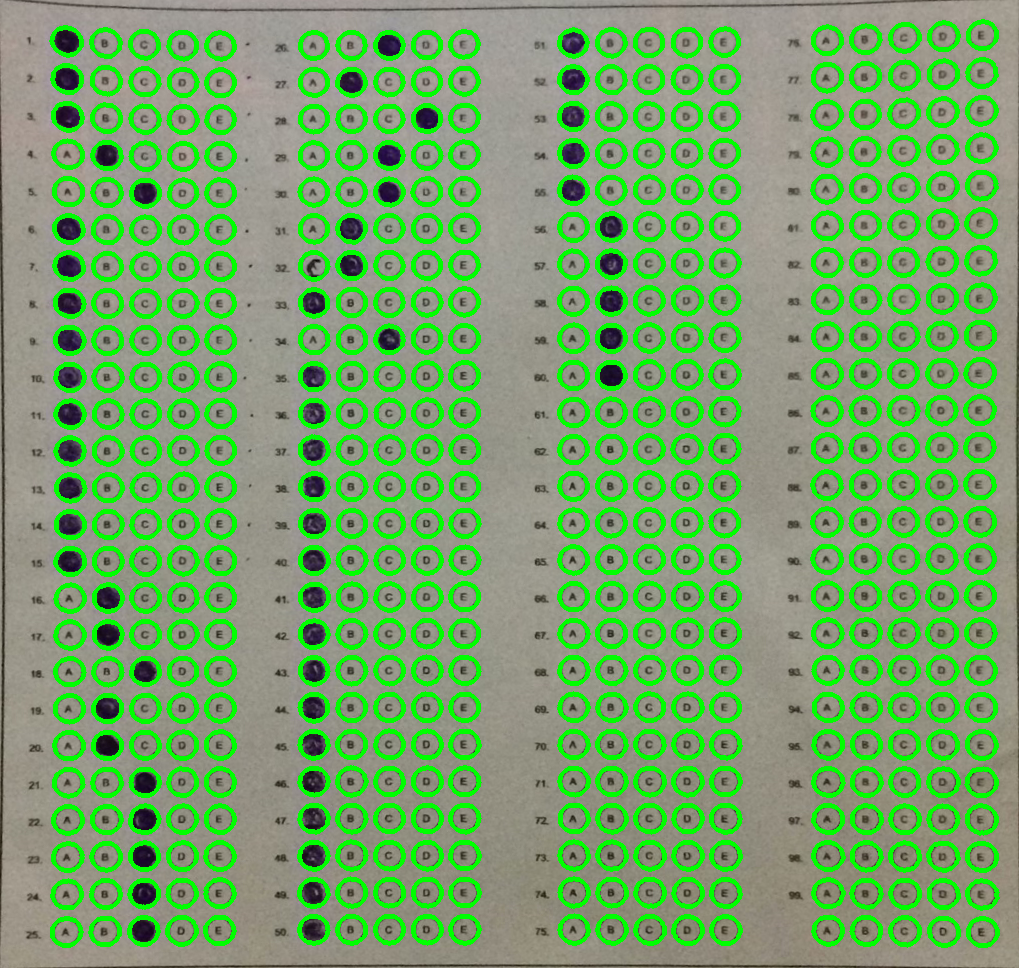 1. B C D E
2. B C D E
3. B C D E
4. A C D E
5. A B D E
6. B C D E
7. B C D E
8. B C D E
9. B C D E
10. B C D E
11. B C D E
12. B C D E
13. B C D E
14. B C D E
15. B C D E
16. A C D E
17. A C D E
18. A B D E
19. A C D E
20. A C D E
21. A B D E
22. A B D E
23. A B D E
24. A B D E
25. A B D E
26. A B D E
27. A C D E
28. A B C E
29. A B D E
30. A B D E
31. A C D E
32. C D E
33. B C D E
34. A B D E
35. B C D E
36. B C D E
37. B C D E
38. B C D E
39. B C D E
40. B C D E
41. B C D E
42. B C D E
43. B C D E
44. B C D E
45. B C D E
46. B C D E
47. B C D E
48. B C D E
49. B C D E
50. B C D E
51. B C D E
52. B C D E
53. B C D E
54. B C D E
55. B C D E
56. A C D E
57. A C D E
58. A C D E
59. A C D E
60. A C D E
61. A B C D E
62. A B C D E
63. A B C D E
64. A B C D E
65. A B C D E
66. A B C D E
67. A B C D E
68. A B C D E
69. A B C D E
70. A B C D E
71. A B C D E
72. A B C D E
73. A B C D E
74. A B C D E
75. A B C D E
76. A B C D E
77. A B C D E
78. A B C D E
79. A B C D E
80. A B C D E
81. A B C D E
82. A B C D E
83. A B C D E
84. A B C D E
85. A B C D E
86. A B C D E
87. A B C D E
88. A B C D E
89. A B C D E
90. A B C D E
91. A B C D E
92. A B C D E
93. A B C D E
94. A B C D E
95. A B C D E
96. A B C D E
97. A B C D E
98. A B C D E
99. A B C D E
A B C D E